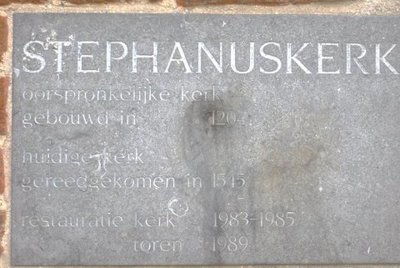 STEPHANUSKERK
oorspronkelijke kerk
gebouwd in 1204
huidige kerk
gereedgekomen in 1545
restauratie kerk 1983-1985
toren 1989